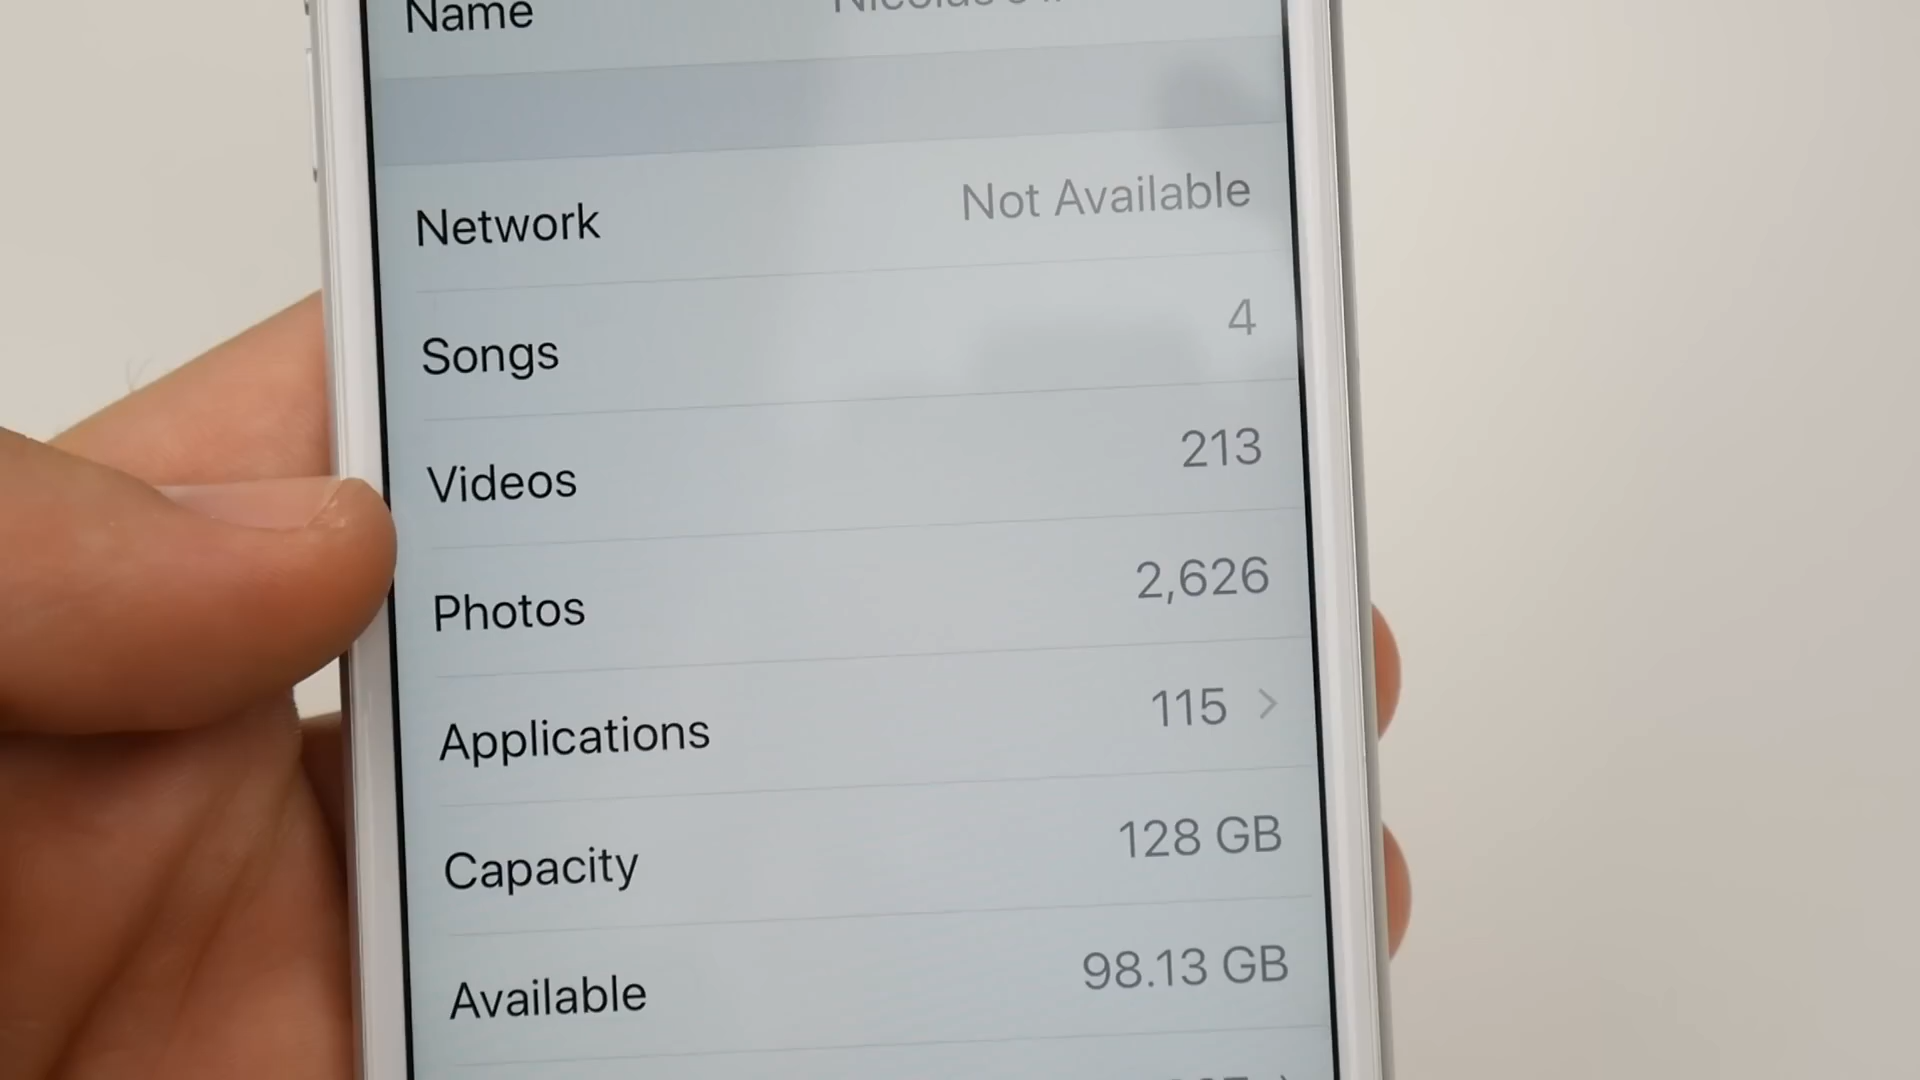 Name
Network Not Available
Songs 4
Videos 213
Photos 2,626
Applications 115 >
Capacity 128 GB
Available 98.13 GB